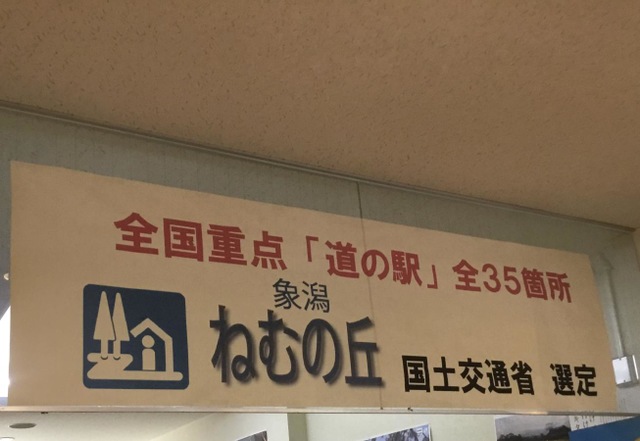 全国重点「道の駅」全35箇所
象潟
ねむの丘
国土交通省 選定